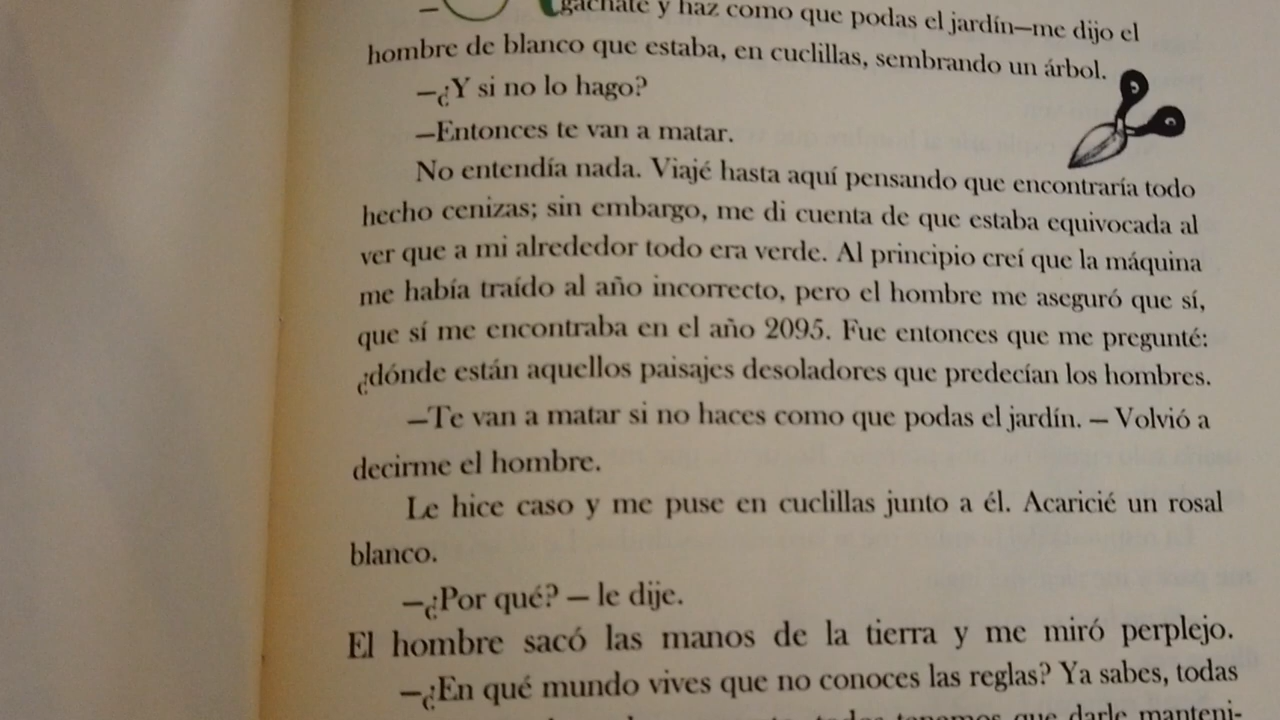 gáchate y haz como que podas el jardín—me dijo el
hombre de blanco que estaba, en cuclillas, sembrando un árbol.
—¿Y si no lo hago?
—Entonces te van a matar.
No entendía nada. Viajé hasta aquí pensando que encontraría todo
hecho cenizas; sin embargo, me di cuenta de que estaba equivocada al
ver que a mi alrededor todo era verde. Al principio creí que la máquina
me había traído al año incorrecto, pero el hombre me aseguró que sí,
que sí me encontraba en el año 2095. Fue entonces que me pregunté:
¿dónde están aquellos paisajes desoladores que predecían los hombres.
—Te van a matar si no haces como que podas el jardín. — Volvió a
decirme el hombre.
Le hice caso y me puse en cuclillas junto a él. Acaricié un rosal
blanco.
—¿Por qué? — le dije.
El hombre sacó las manos de la tierra y me miró perplejo.
—¿En qué mundo vives que no conoces las reglas? Ya sabes, todas
todos tenemos que darle manteni-